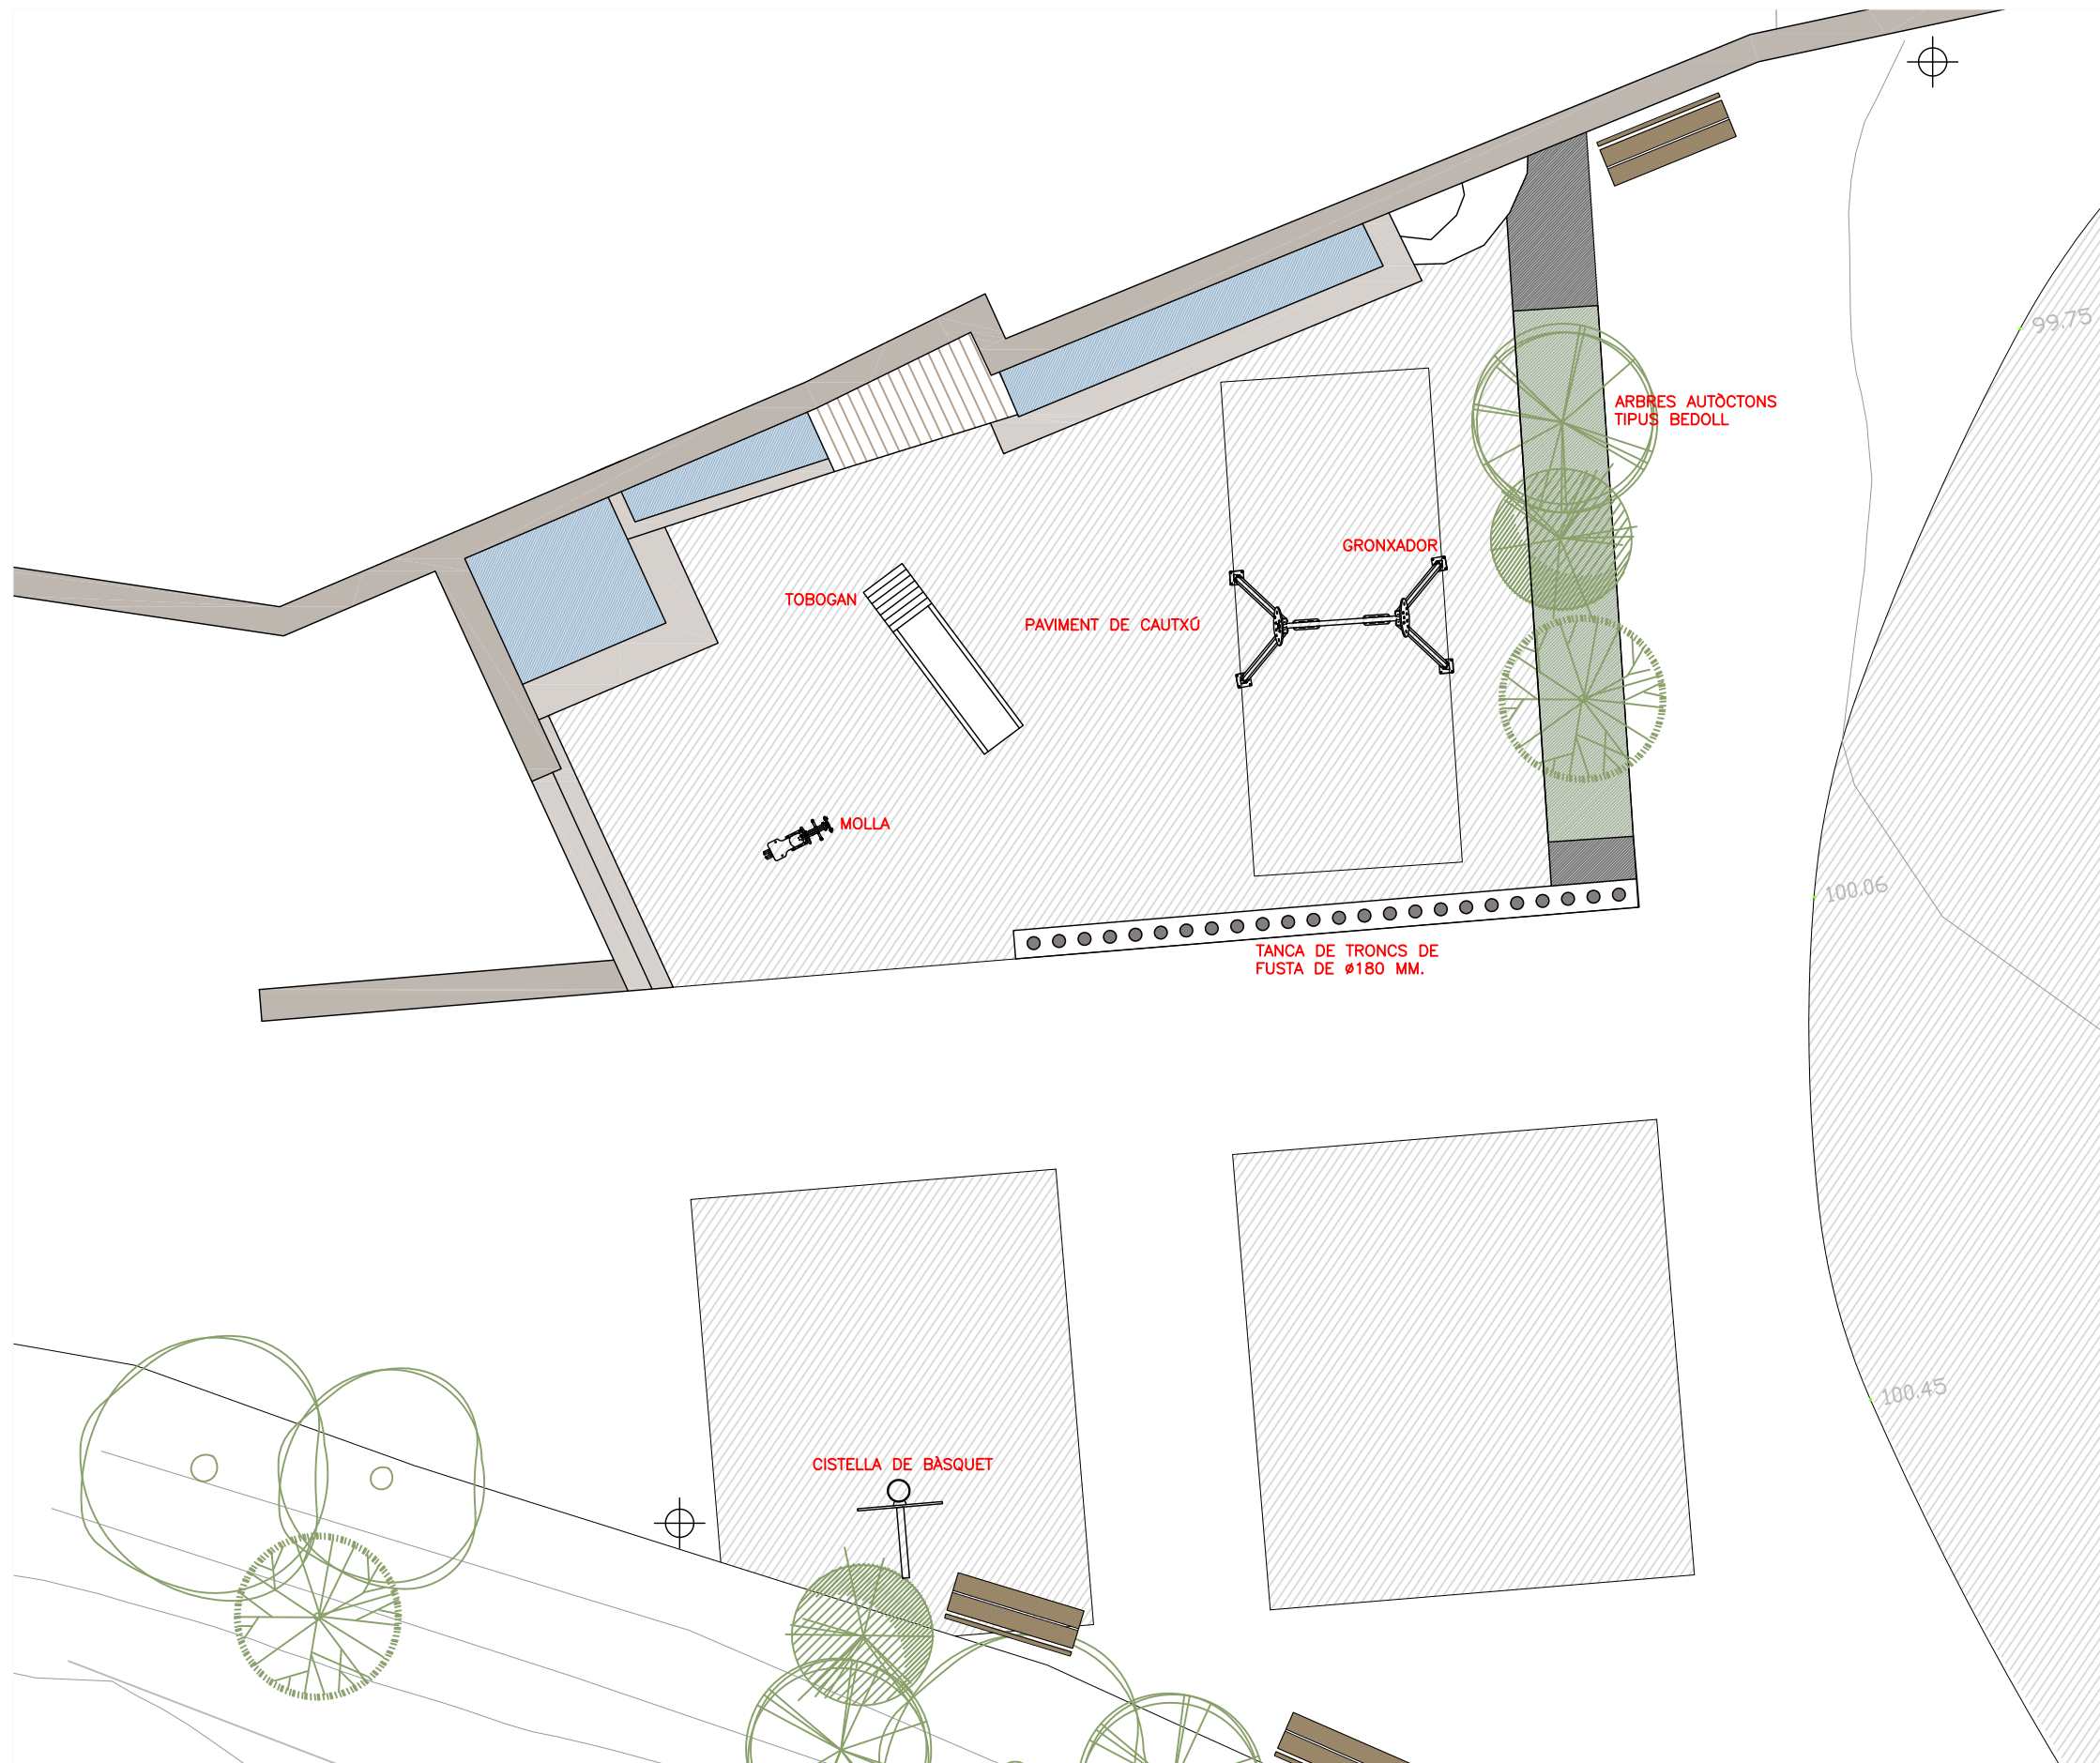 99.75
ARBRES AUTÒCTONS
TIPUS BEDOLL
GRONXADOR
TOBOGAN
PAVIMENT DE CAUTXÚ
MOLLA
100.06
TANCA DE TRONCS DE
FUSTA DE ø180 MM.
100.45
CISTELLA DE BÀSQUET